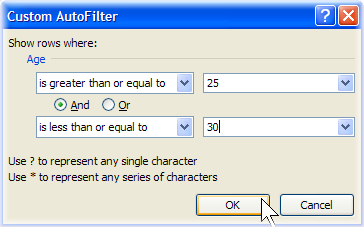 Custom AutoFilter
Show rows where:
Age
is greater than or equal to 25
And Or
is less than or equal to 30
Use ? to represent any single character
Use * to represent any series of characters
OK Cancel